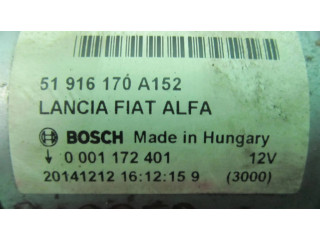 51 916 170 A152
LANCIA FIAT ALFA
BOSCH Made in Hungary
↓ 0 001 172 401 12V
20141212 16:12:15 9 (3000)